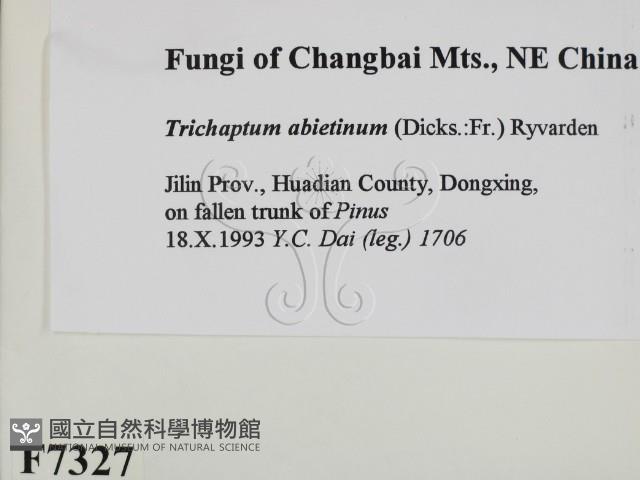 Fungi of Changbai Mts., NE China
Trichaptum abietinum (Dicks.:Fr.) Ryvarden
Jilin Prov., Huadian County, Dongxing,
on fallen trunk of Pinus
18.X.1993 Y.C. Dai (leg.) 1706
國立自然科學博物館
NATIONAL MUSEUM OF NATURAL SCIENCE
F7327